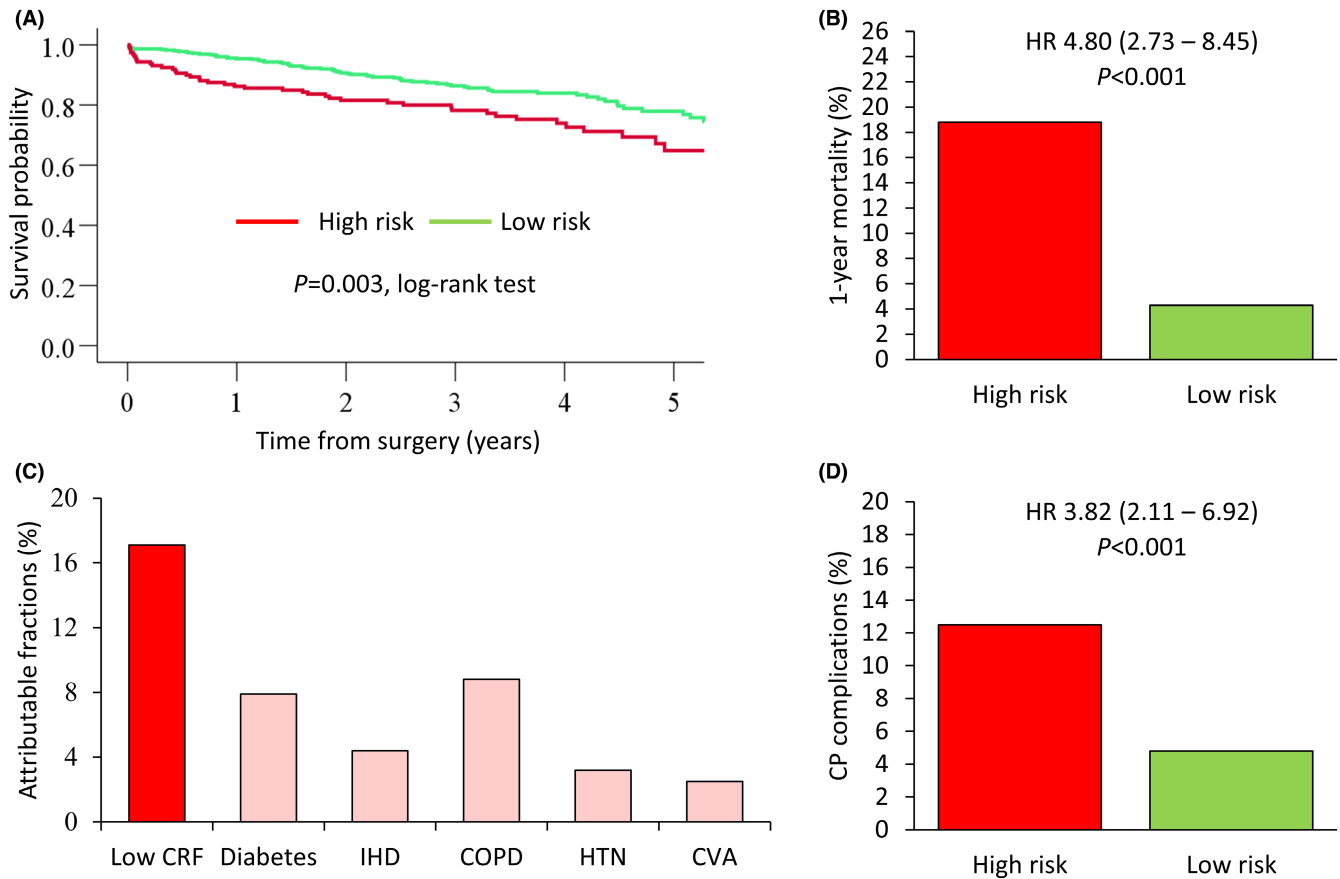 (A)
1.0
0.8
0.6
0.4
0.2
0.0
Survival probability
High risk
Low risk
P=0.003, log-rank test
0 1 2 3 4 5
Time from surgery (years)
(B)
26
24
22
20
18
16
14
12
10
8
6
4
2
0
1-year mortality (%)
HR 4.80 (2.73 – 8.45)
P<0.001
High risk Low risk
(C)
20
16
12
8
4
0
Attributable fractions (%)
Low CRF Diabetes IHD COPD HTN CVA
(D)
20
18
16
14
12
10
8
6
4
2
0
CP complications (%)
HR 3.82 (2.11 – 6.92)
P<0.001
High risk Low risk